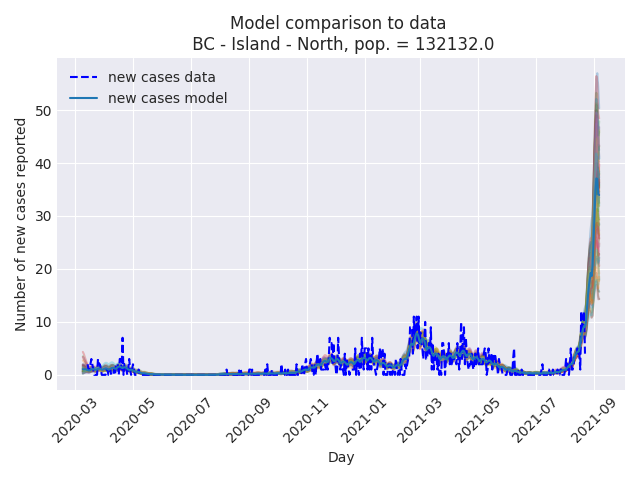 Model comparison to data
BC - Island - North, pop. = 132132.0
new cases data
new cases model
Number of new cases reported
50
40
30
20
10
0
2020-03
2020-05
2020-07
2020-09
2020-11
2021-01
2021-03
2021-05
2021-07
2021-09
Day